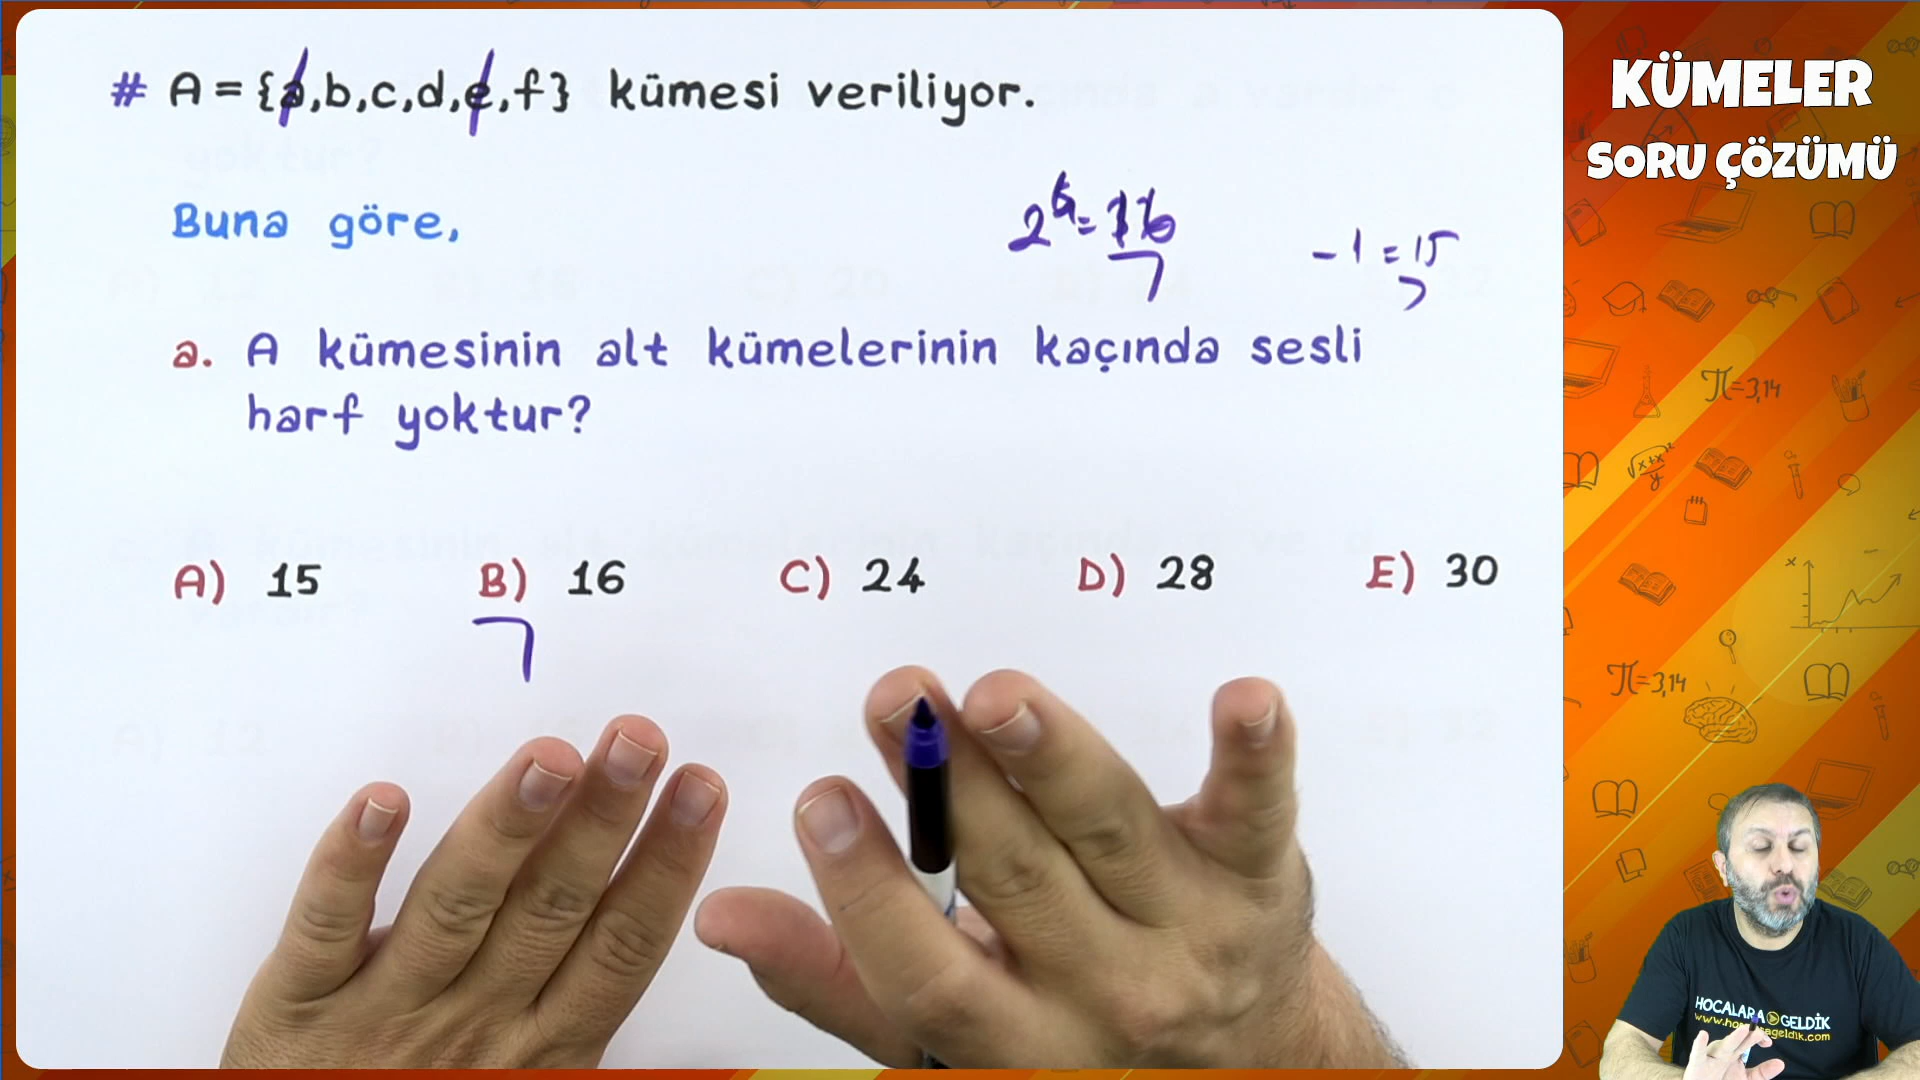 # A = {a,b,c,d,e,f} kümesi veriliyor.
Buna göre,
2⁴ = 16
- 1 = 15
a. A kümesinin alt kümelerinin kaçında sesli
harf yoktur?
A) 15 B) 16 C) 24 D) 28 E) 30
KÜMELER
SORU ÇÖZÜMÜ
π=3,14
π=3,14
HOCALARA GELDİK